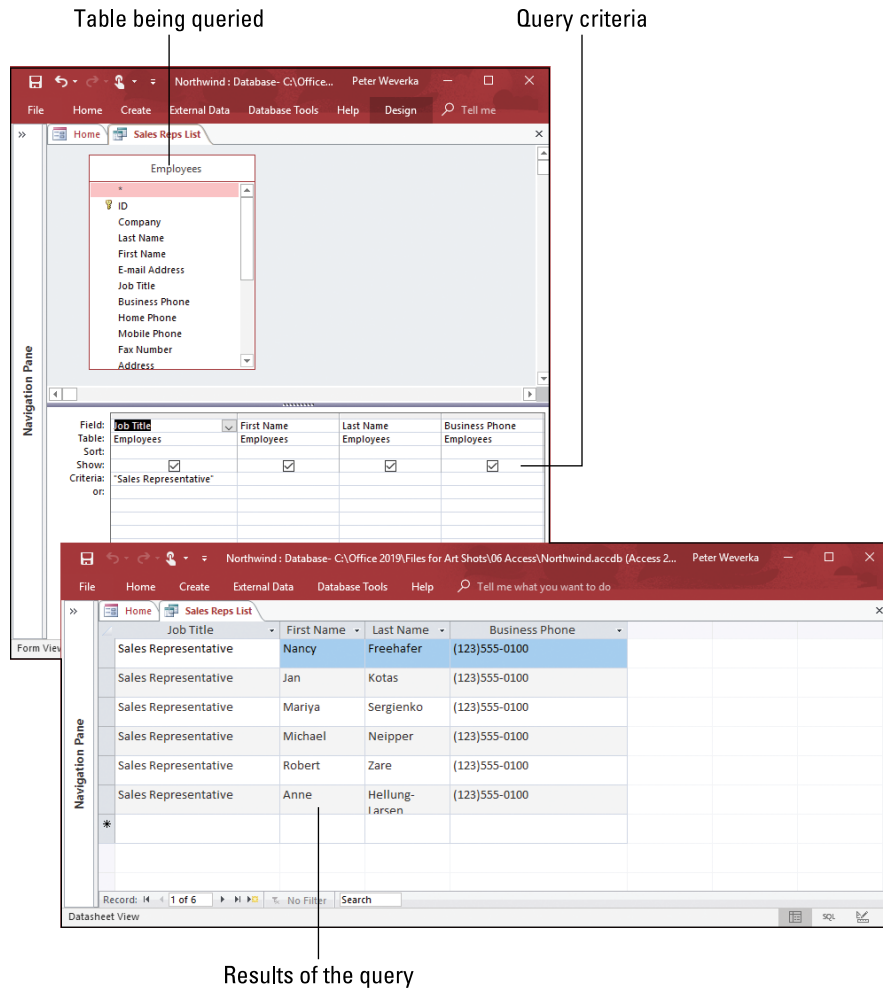 Table being queried
Query criteria
Northwind : Database- C:\Office... Peter Weverka
File Home Create External Data Database Tools Help Design Tell me
» Home Sales Reps List ×
Navigation Pane
Employees
*
ID
Company
Last Name
First Name
E-mail Address
Job Title
Business Phone
Home Phone
Mobile Phone
Fax Number
Address
Field: Job Title First Name Last Name Business Phone
Table: Employees Employees Employees Employees
Sort:
Show:
Criteria: "Sales Representative"
or:
Form View
Northwind : Database- C:\Office 2019\Files for Art Shots\06 Access\Northwind.accdb (Access 2... Peter Weverka
File Home Create External Data Database Tools Help Tell me what you want to do
» Home Sales Reps List ×
Navigation Pane
Job Title First Name Last Name Business Phone
Sales Representative Nancy Freehafer (123)555-0100
Sales Representative Jan Kotas (123)555-0100
Sales Representative Mariya Sergienko (123)555-0100
Sales Representative Michael Neipper (123)555-0100
Sales Representative Robert Zare (123)555-0100
Sales Representative Anne Hellung- (123)555-0100
Larsen
*
Record: 1 of 6 No Filter Search
Datasheet View SQL
Results of the query